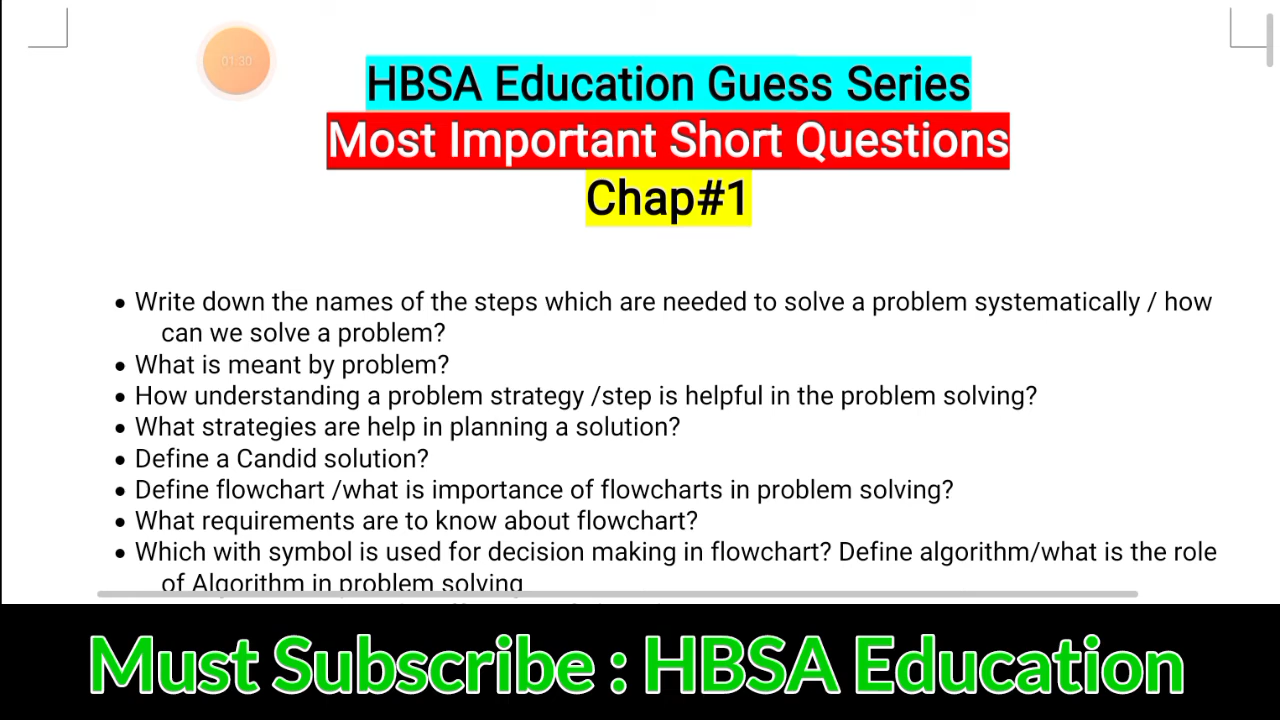 01:30
HBSA Education Guess Series
Most Important Short Questions
Chap#1
• Write down the names of the steps which are needed to solve a problem systematically / how
can we solve a problem?
• What is meant by problem?
• How understanding a problem strategy /step is helpful in the problem solving?
• What strategies are help in planning a solution?
• Define a Candid solution?
• Define flowchart /what is importance of flowcharts in problem solving?
• What requirements are to know about flowchart?
• Which with symbol is used for decision making in flowchart? Define algorithm/what is the role
of Algorithm in problem solving
Must Subscribe : HBSA Education